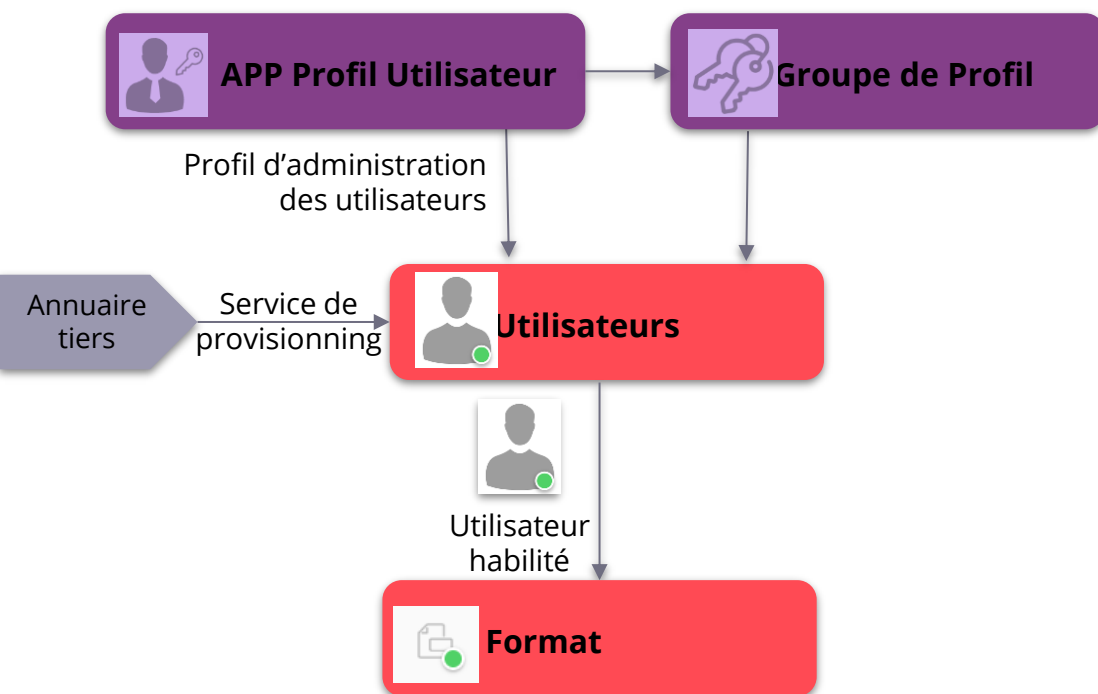 APP Profil Utilisateur
Groupe de Profil
Profil d’administration
des utilisateurs
Annuaire
tiers
Service de
provisionning
Utilisateurs
Utilisateur
habilité
Format